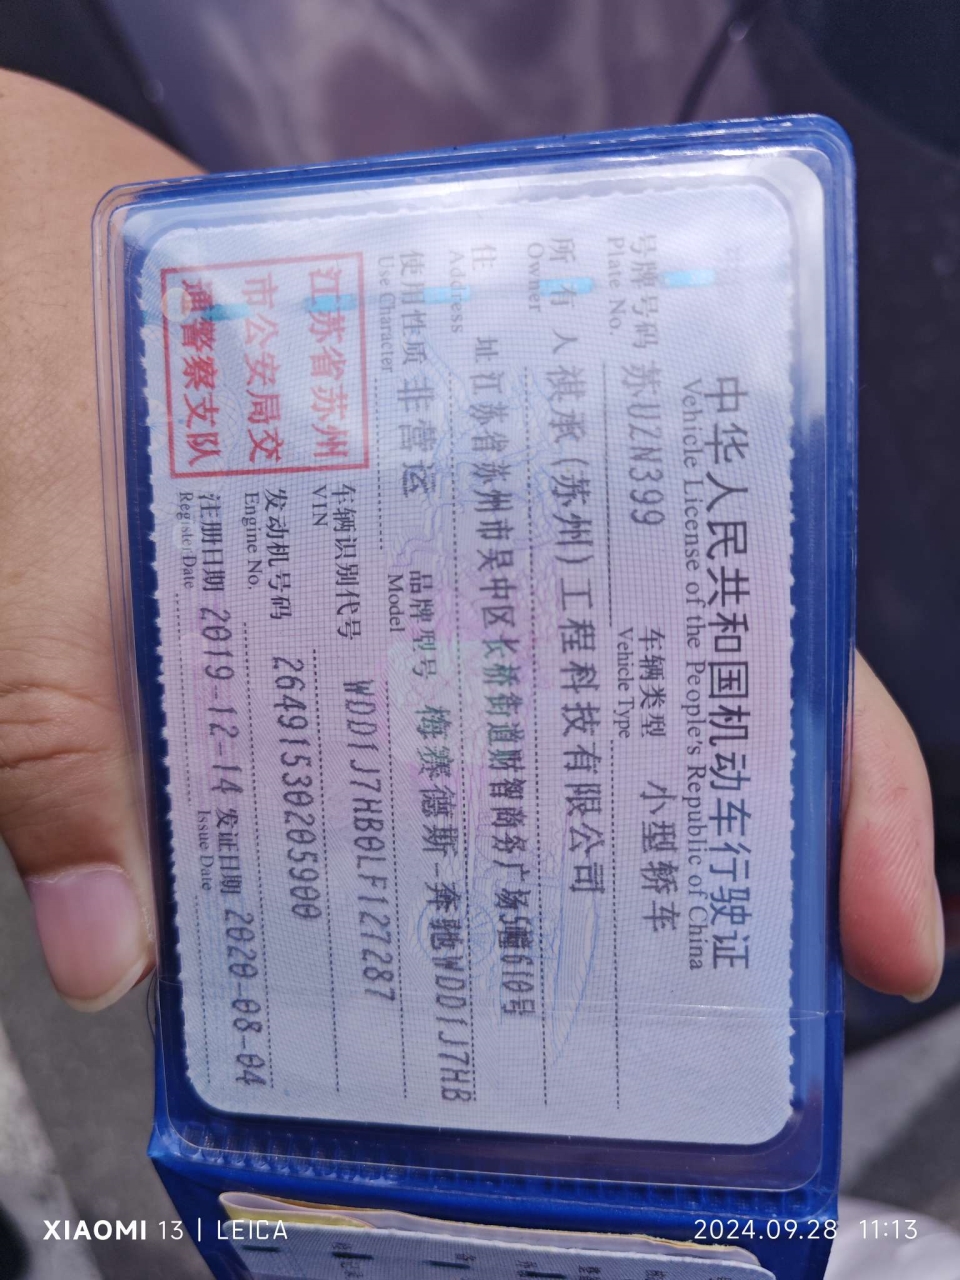 中华人民共和国机动车行驶证
Vehicle License of the People's Republic of China
号牌号码 苏U2N399 车辆类型 小型轿车
Plate No. Vehicle Type
所有人 祺承(苏州)工程科技有限公司
Owner
住址 江苏省苏州市吴中区长桥街道财智商务广场5幢610号
Address
使用性质 非营运 品牌型号 梅赛德斯-奔驰WDD1J7HB
Use Character Model
江苏省苏州
市公安局交
通警察支队
车辆识别代号 WDD1J7HB0LF127287
VIN
发动机号码 26491530205900
Engine No.
注册日期 2019-12-14 发证日期 2020-08-04
Register Date Issue Date
XIAOMI 13 | LEICA
2024.09.28 11:13